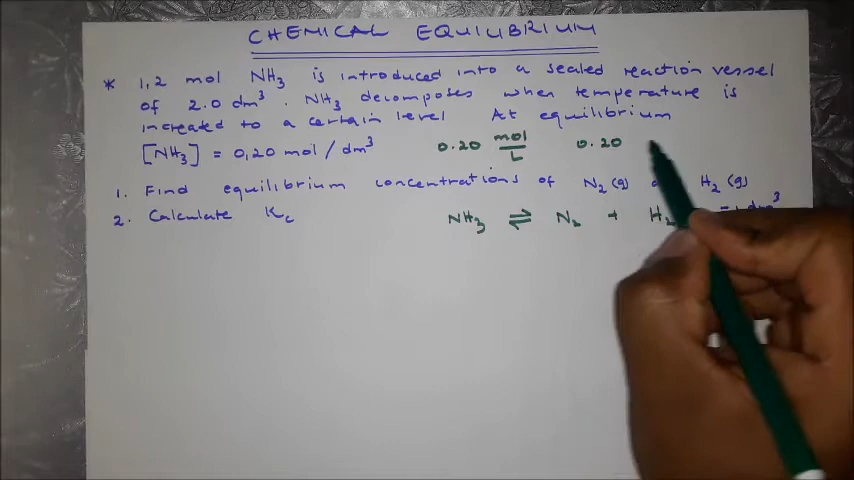 CHEMICAL EQUILIBRIUM
* 1,2 mol NH3 is introduced into a sealed reaction vessel
of 2.0 dm3. NH3 decomposes when temperature is
increated to a certain level At equilibrium
[NH3] = 0,20 mol/dm3 0.20 mol/L 0.20
1. Find equilibrium concentrations of N2(g) H2(g)
2. Calculate Kc NH3 ⇌ N2 + H2 dm3